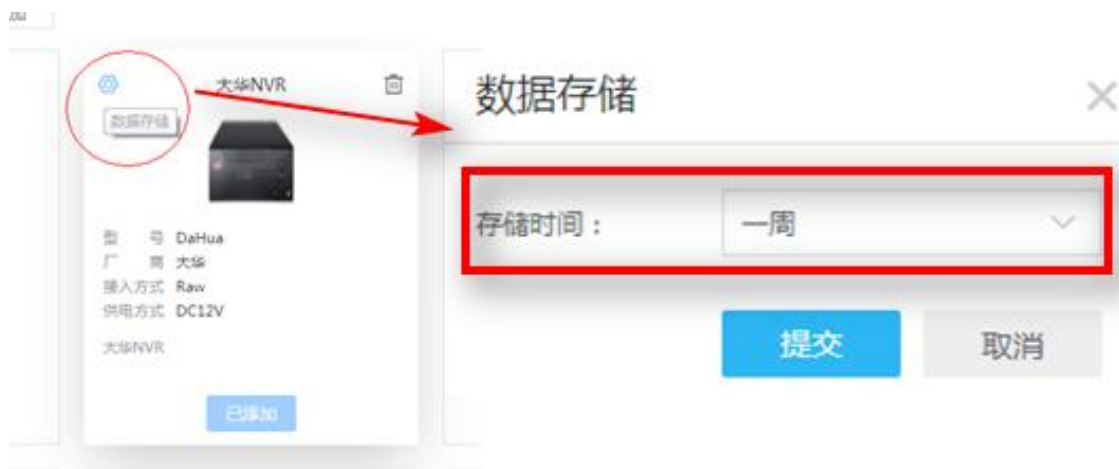 大华NVR
数据存储
型 号 DaHua
厂 商 大华
接入方式 Raw
供电方式 DC12V
大华NVR
已添加
数据存储
存储时间：
一周
提交
取消